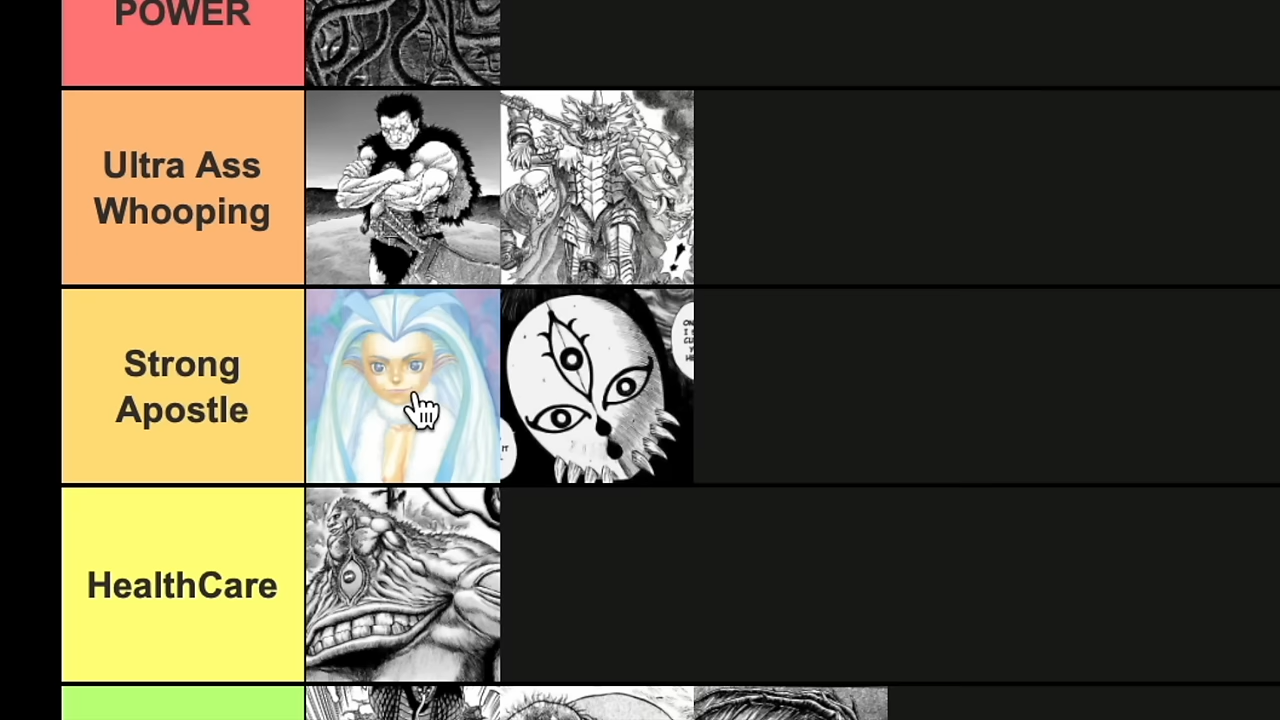 POWER
Ultra Ass
Whooping
Strong
Apostle
HealthCare